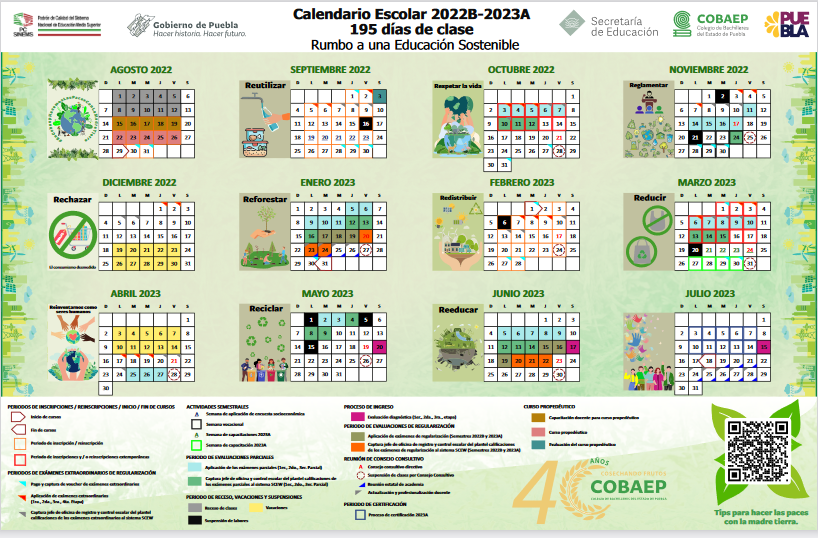 PC-SINEMS
Padrón de Calidad del Sistema
Nacional de Educación Media Superior
Gobierno de Puebla
Hacer historia. Hacer futuro.
Calendario Escolar 2022B-2023A
195 días de clase
Rumbo a una Educación Sostenible
Secretaría
de Educación
COBAEP
Colegio de Bachilleres
del Estado de Puebla
PUEBLA
AGOSTO 2022
D L M M J V S
1 2 3 4 5 6
7 8 9 10 11 12 13
14 15 16 17 18 19 20
21 22 23 24 25 26 27
28 29 30 31
SEPTIEMBRE 2022
Reutilizar
D L M M J V S
1 2 3
4 5 6 7 8 9 10
11 12 13 14 15 16 17
18 19 20 21 22 23 24
25 26 27 28 29 30
OCTUBRE 2022
Respetar la vida
D L M M J V S
1
2 3 4 5 6 7 8
9 10 11 12 13 14 15
16 17 18 19 20 21 22
23 24 25 26 27 28 29
30 31
NOVIEMBRE 2022
Reglamentar
D L M M J V S
1 2 3 4 5
6 7 8 9 10 11 12
13 14 15 16 17 18 19
20 21 22 23 24 25 26
27 28 29 30
DICIEMBRE 2022
Rechazar
El consumismo desmedido
D L M M J V S
1 2 3
4 5 6 7 8 9 10
11 12 13 14 15 16 17
18 19 20 21 22 23 24
25 26 27 28 29 30 31
ENERO 2023
Reforestar
D L M M J V S
1 2 3 4 5 6 7
8 9 10 11 12 13 14
15 16 17 18 19 20 21
22 23 24 25 26 27 28
29 30 31
FEBRERO 2023
Redistribuir
D L M M J V S
1 2 3 4
5 6 7 8 9 10 11
12 13 14 15 16 17 18
19 20 21 22 23 24 25
26 27 28
MARZO 2023
Reducir
D L M M J V S
1 2 3 4
5 6 7 8 9 10 11
12 13 14 15 16 17 18
19 20 21 22 23 24 25
26 27 28 29 30 31
ABRIL 2023
Reinventarnos como
seres humanos
D L M M J V S
1
2 3 4 5 6 7 8
9 10 11 12 13 14 15
16 17 18 19 20 21 22
23 24 25 26 27 28 29
30
MAYO 2023
Reciclar
D L M M J V S
1 2 3 4 5 6
7 8 9 10 11 12 13
14 15 16 17 18 19 20
21 22 23 24 25 26 27
28 29 30 31
JUNIO 2023
Reeducar
D L M M J V S
1 2 3
4 5 6 7 8 9 10
11 12 13 14 15 16 17
18 19 20 21 22 23 24
25 26 27 28 29 30
JULIO 2023
D L M M J V S
1
2 3 4 5 6 7 8
9 10 11 12 13 14 15
16 17 18 19 20 21 22
23 24 25 26 27 28 29
30 31
PERIODOS DE INSCRIPCIONES / REINSCRIPCIONES / INICIO / FIN DE CURSOS
Inicio de cursos
Fin de cursos
Periodo de inscripción / reinscripción
Periodo de inscripciones y / o reinscripciones extemporáneas
PERIODOS DE EXÁMENES EXTRAORDINARIOS DE REGULARIZACIÓN
Pago y captura de voucher de exámenes extraordinarios
Aplicación de exámenes extraordinarios
(1ra., 2da., 3ra., 4ta. Etapa)
Captura jefe de oficina de registro y control escolar del plantel
calificaciones de los exámenes extraordinarios al sistema SCEW
ACTIVIDADES SEMESTRALES
Semana de aplicación de encuesta socioeconómica
Semana vocacional
Semana de capacitaciones 2022B
Semana de capacitación 2023A
PERIODO DE EVALUACIONES PARCIALES
Aplicación de los exámenes parciales (1er., 2do., 3er. Parcial)
Captura jefe de oficina y control escolar del plantel calificaciones de
los exámenes parciales al sistema SCEW (1er., 2do., 3er. Parcial)
PERIODO DE RECESO, VACACIONES Y SUSPENSIONES
Receso de clases
Vacaciones
Suspensión de labores
PROCESO DE INGRESO
Evaluación diagnóstica (1er., 2do., 3ra., etapa)
PERIODO DE EVALUACIONES DE REGULARIZACIÓN
Aplicación de exámenes de regularización (Semestres 2022B y 2023A)
Captura jefe de oficina de registro y control escolar del plantel calificaciones
de exámenes de regularización al sistema SCEW (Semestres 2022B y 2023A)
REUNIÓN DE CONSEJO CONSULTIVO
Consejo consultivo directivo
Suspensión de clases por Consejo Consultivo
Reunión estatal de academia
Actualización y profesionalización docente
PERIODO DE CERTIFICACIÓN
Proceso de certificación 2023A
CURSO PROPEDÉUTICO
Capacitación docente para curso propedéutico
Curso propedéutico
Evaluación del curso propedéutico
40 AÑOS
COBAEP
COLEGIO DE BACHILLERES DEL ESTADO DE PUEBLA
Tips para hacer las paces
con la madre tierra.